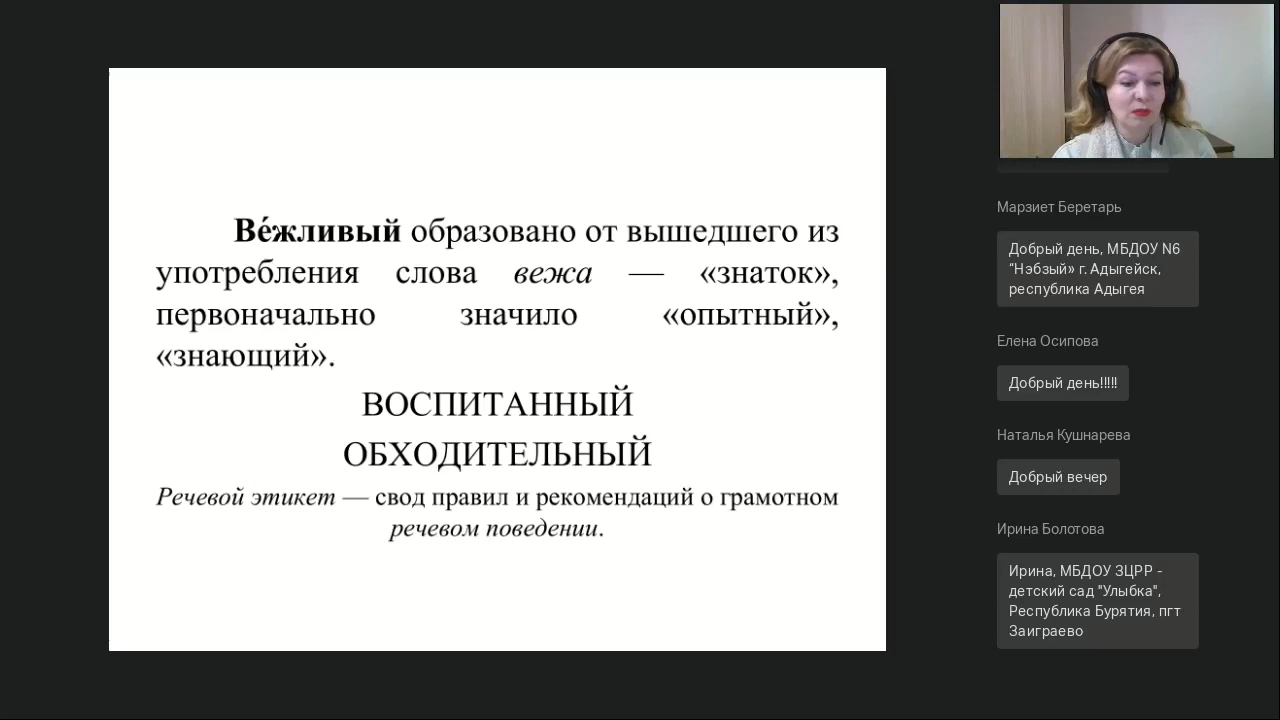 Ве́жливый образовано от вышедшего из
употребления слова вежа — «знаток»,
первоначально значило «опытный»,
«знающий».
ВОСПИТАННЫЙ
ОБХОДИТЕЛЬНЫЙ
Речевой этикет — свод правил и рекомендаций о грамотном
речевом поведении.
Марзиет Беретарь
Добрый день, МБДОУ N6
"Нэбзый» г. Адыгейск,
республика Адыгея
Елена Осипова
Добрый день!!!!!
Наталья Кушнарева
Добрый вечер
Ирина Болотова
Ирина, МБДОУ ЗЦРР -
детский сад "Улыбка",
Республика Бурятия, пгт
Заиграево